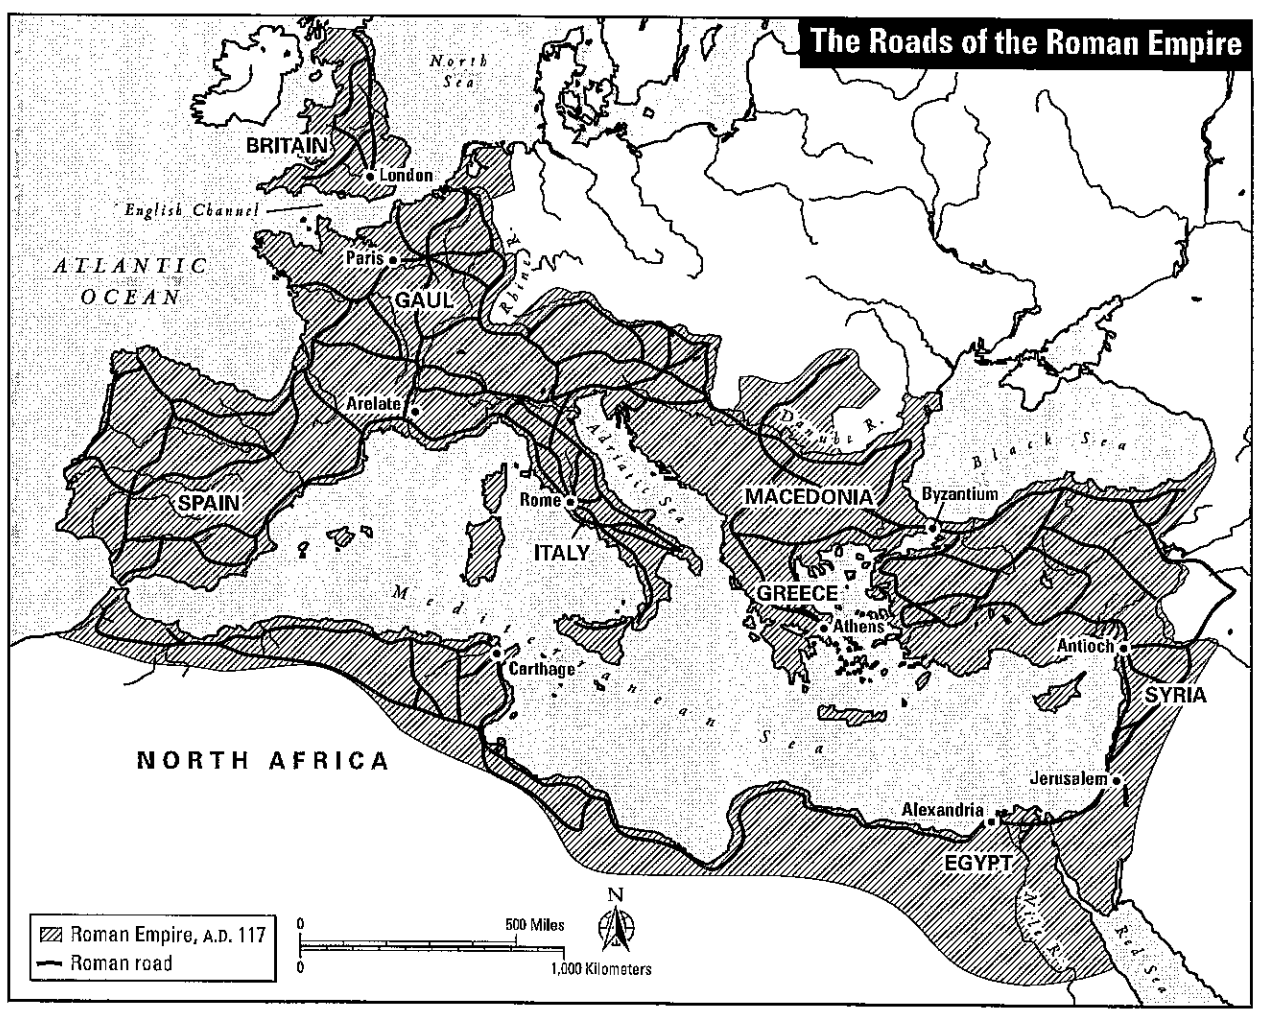 The Roads of the Roman Empire
North
Sea
BRITAIN
London
English Channel
ATLANTIC
OCEAN
Paris
Rhine R.
GAUL
Arelate
Adriatic Sea
Danube R.
Black Sea
SPAIN
Rome
ITALY
MACEDONIA
Byzantium
GREECE
Athens
Mediterranean Sea
Carthage
Antioch
SYRIA
NORTH AFRICA
Jerusalem
Alexandria
EGYPT
Nile R.
Red Sea
N
Roman Empire, A.D. 117
Roman road
0 500 Miles
0 1,000 Kilometers